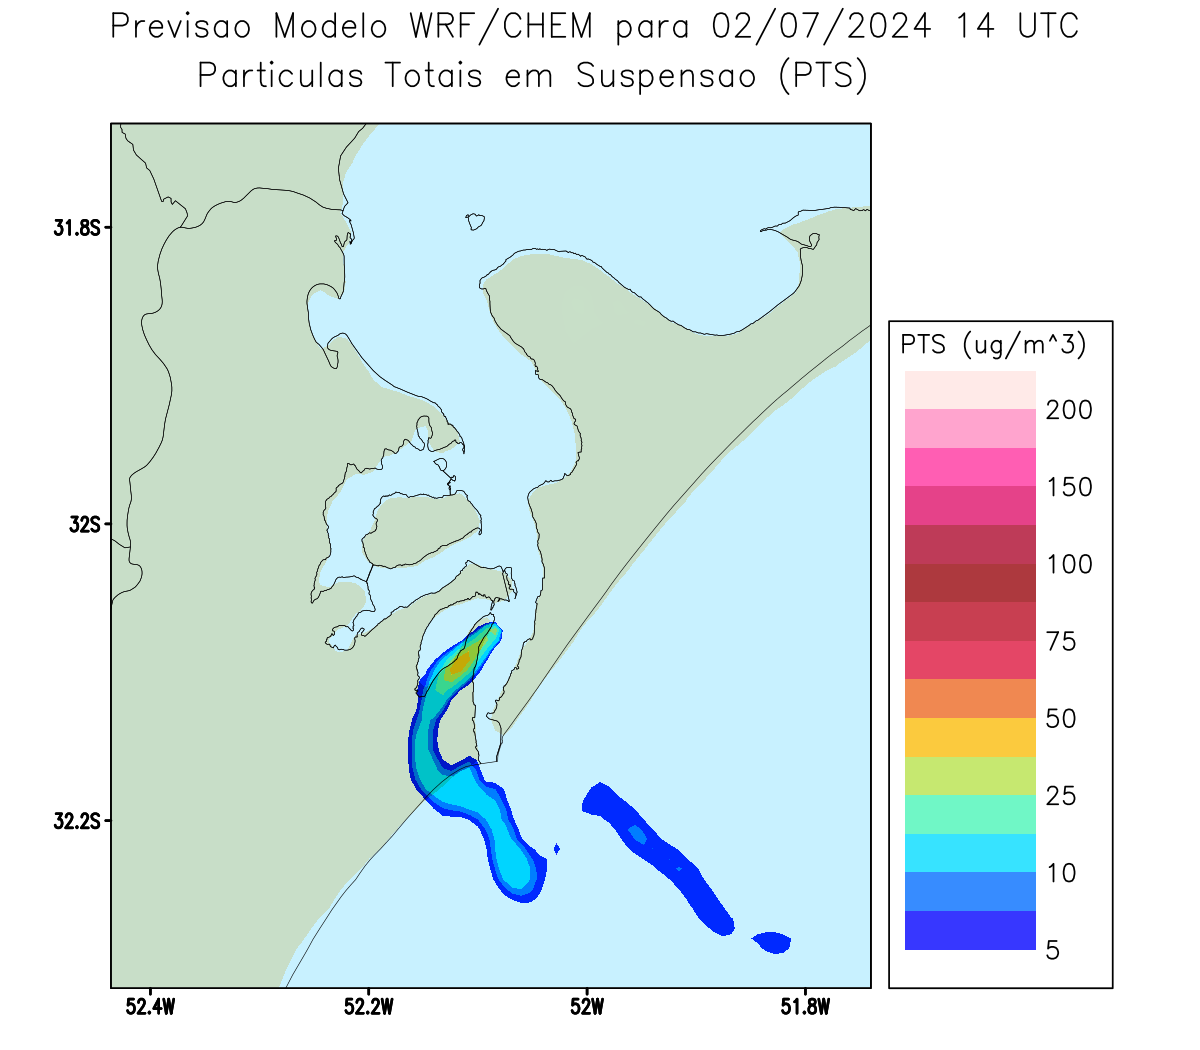 Previsao Modelo WRF/CHEM para 02/07/2024 14 UTC
Particulas Totais em Suspensao (PTS)
31.8S
32S
32.2S
52.4W
52.2W
52W
51.8W
PTS (ug/m^3)
200
150
100
75
50
25
10
5